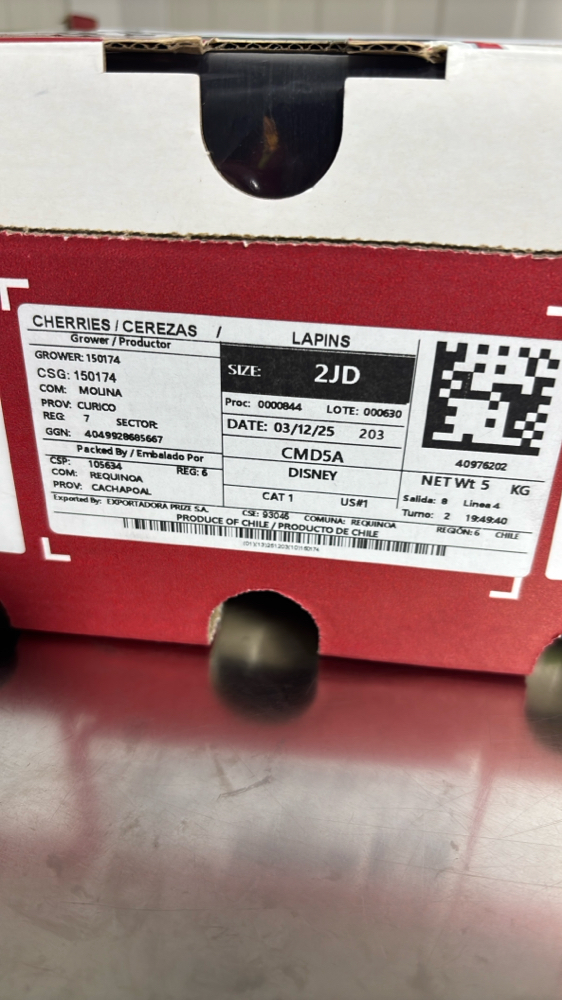 CHERRIES / CEREZAS / LAPINS
Grower / Productor
GROWER: 150174
CSG: 150174
COM: MOLINA
PROV: CURICO
REG: 7 SECTOR:
GGN: 4049928685667
Packed By / Embalado Por
CSP: 105634 REG: 6
COM: REQUINOA
PROV: CACHAPOAL
SIZE: 2JD
Proc: 0000844 LOTE: 000630
DATE: 03/12/25 203
CMD5A
DISNEY
CAT 1 US#1
40976202
NET Wt 5 KG
Salida: 8 Linea 4
Turno: 2 19:49:40
Exported By: EXPORTADORA PRIZE S.A. CSE: 93046 COMUNA: REQUINOA REGIÓN: 6 CHILE
PRODUCE OF CHILE / PRODUCTO DE CHILE